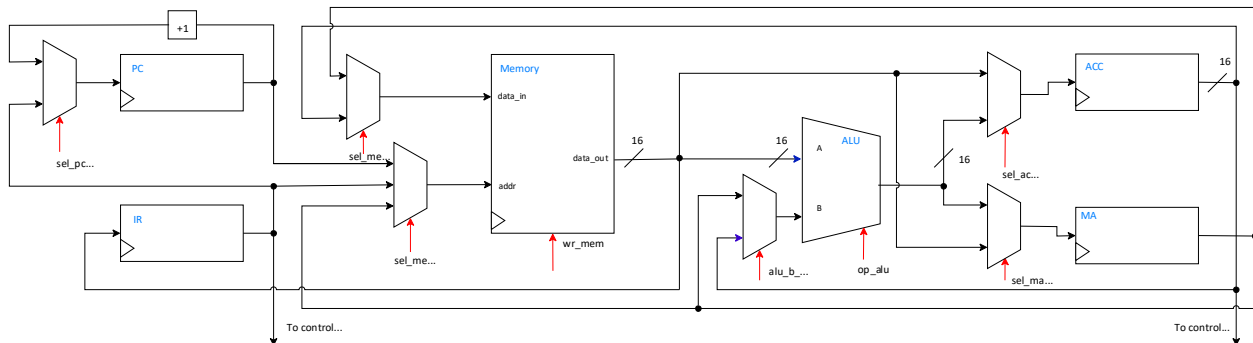 +1
PC
sel_pc...
IR
To control...
sel_me...
sel_me...
Memory
data_in
addr
data_out
wr_mem
16
16
A
ALU
B
alu_b_...
op_alu
16
sel_ac...
sel_ma...
ACC
16
MA
To control...